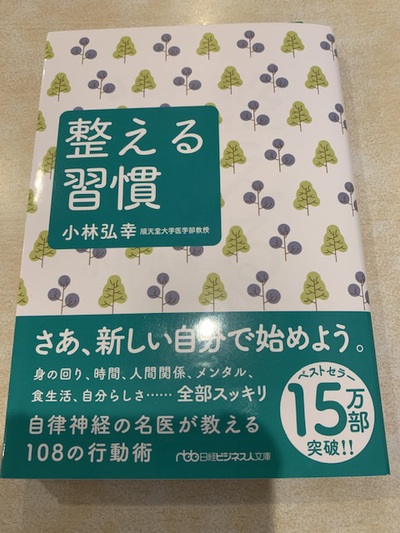 整える
習慣
小林弘幸 順天堂大学医学部教授
さあ、新しい自分で始めよう。
身の回り、時間、人間関係、メンタル、
食生活、自分らしさ……全部スッキリ
自律神経の名医が教える
108の行動術
ベストセラー
15万部
突破!!
nbb日経ビジネス人文庫